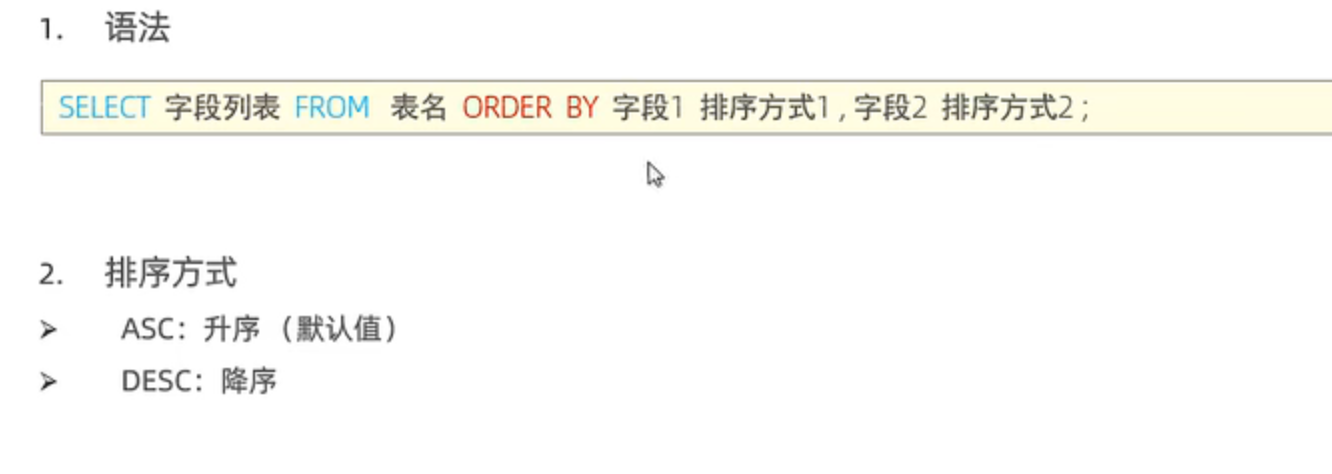 1. 语法
SELECT 字段列表 FROM 表名 ORDER BY 字段1 排序方式1 , 字段2 排序方式2 ;
2. 排序方式
➢ ASC：升序（默认值）
➢ DESC：降序